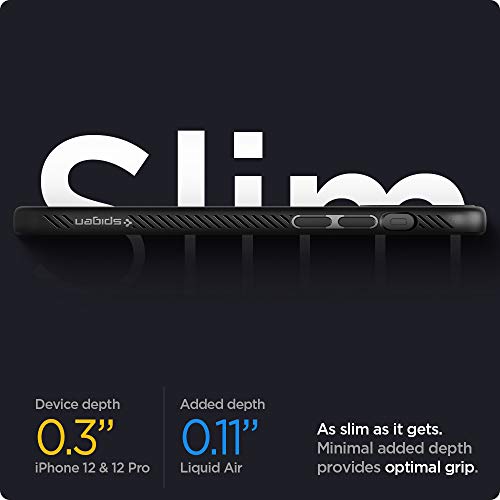 Slim
spigen
Device depth
0.3”
iPhone 12 & 12 Pro
Added depth
0.11”
Liquid Air
As slim as it gets.
Minimal added depth
provides optimal grip.